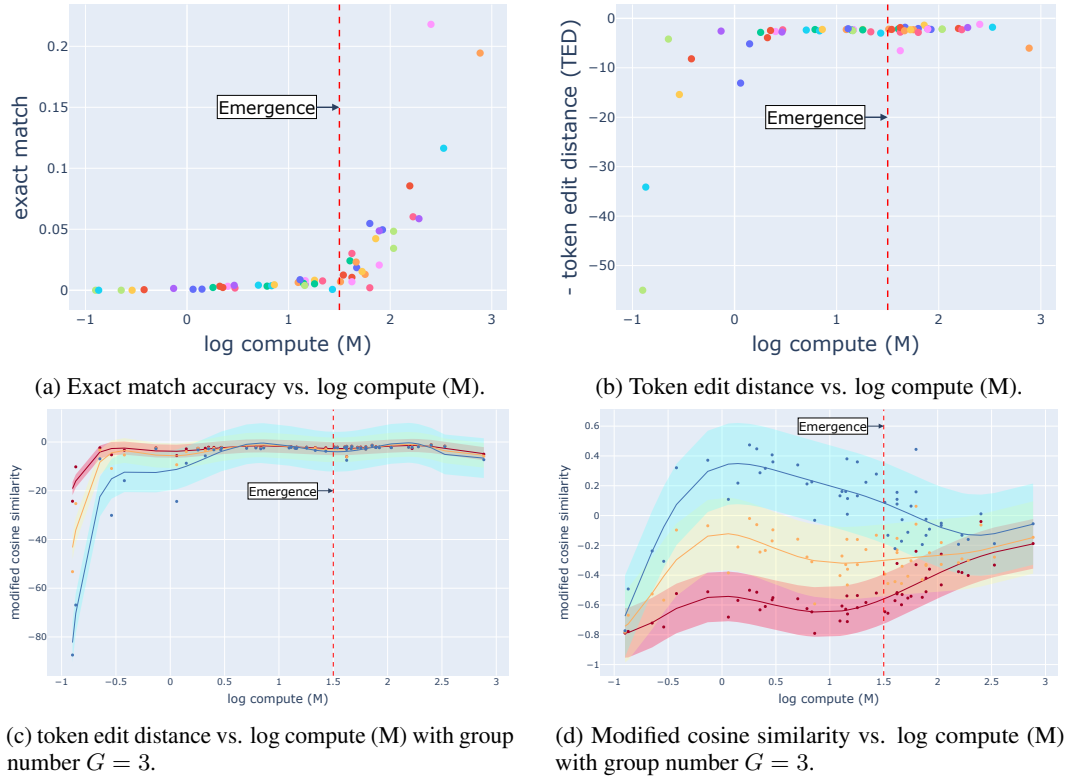 0.2
0.15
0.1
0.05
0
exact match
Emergence
−1
0
1
2
3
log compute (M)
(a) Exact match accuracy vs. log compute (M).
0
−10
−20
−30
−40
−50
- token edit distance (TED)
Emergence
−1
0
1
2
3
log compute (M)
(b) Token edit distance vs. log compute (M).
0
−20
−40
−60
−80
modified cosine similarity
Emergence
−1
−0.5
0
0.5
1
1.5
2
2.5
3
log compute (M)
(c) token edit distance vs. log compute (M) with group
number G = 3.
0.6
0.4
0.2
0
−0.2
−0.4
−0.6
−0.8
−1
modified cosine similarity
Emergence
−1
−0.5
0
0.5
1
1.5
2
2.5
3
log compute (M)
(d) Modified cosine similarity vs. log compute (M)
with group number G = 3.